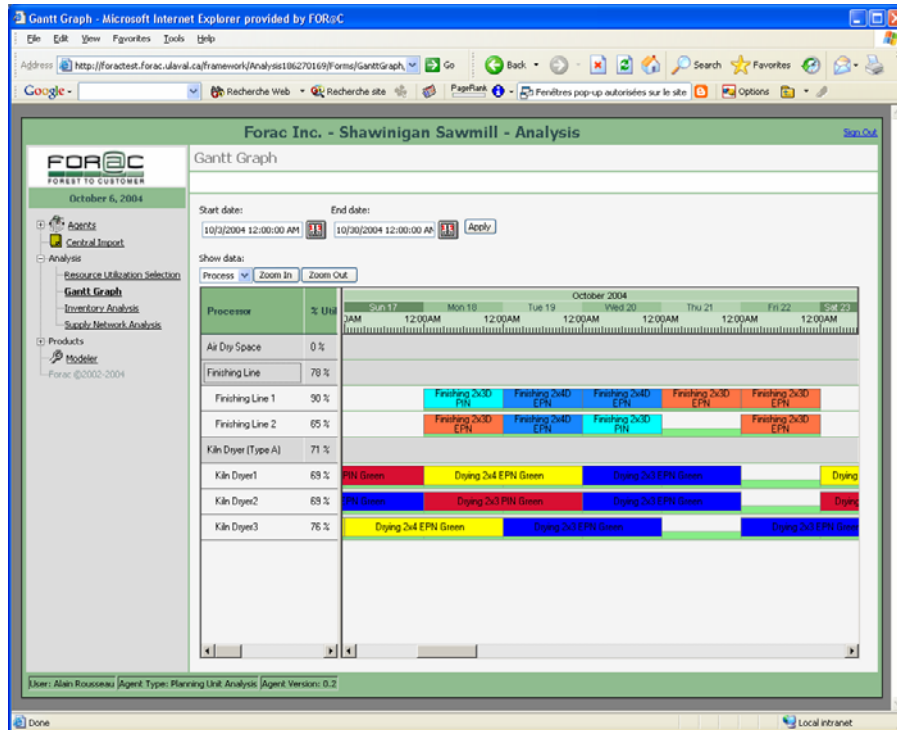 Gantt Graph - Microsoft Internet Explorer provided by FOR@C
File Edit View Favorites Tools Help
Address http://foractest.forac.ulaval.ca/framework/Analysis186270169/Forms/GanttGraph, Go Back Search Favorites
Google - Recherche Web Recherche site PageRank Fenêtres pop-up autorisées sur le site Options
Forac Inc. - Shawinigan Sawmill - Analysis Sign Out
FOR@C
FOREST TO CUSTOMER
October 6, 2004
Agents
Central Import
Analysis
Resource Utilization Selection
Gantt Graph
Inventory Analysis
Supply Network Analysis
Products
Modeler
Forac ©2002-2004
Gantt Graph
Start date: End date:
10/3/2004 12:00:00 AM 10/30/2004 12:00:00 AM Apply
Show data:
Process Zoom In Zoom Out
Processor % Util
October 2004
Sun 17 Mon 18 Tue 19 Wed 20 Thu 21 Fri 22 Sat 23
0AM 12:00AM 12:00AM 12:00AM 12:00AM 12:00AM 12:00AM
Air Dry Space 0 %
Finishing Line 78 %
Finishing Line 1 90 % Finishing 2x3D PIN Finishing 2x4D EPN Finishing 2x4D EPN Finishing 2x3D EPN Finishing 2x3D EPN
Finishing Line 2 65 % Finishing 2x3D EPN Finishing 2x4D EPN Finishing 2x3D PIN Finishing 2x3D EPN
Kiln Dryer (Type A) 71 %
Kiln Dryer1 69 % PIN Green Drying 2x4 EPN Green Drying 2x3 EPN Green Drying
Kiln Dryer2 69 % EPN Green Drying 2x3 PIN Green Drying 2x3 EPN Green Drying
Kiln Dryer3 76 % Drying 2x4 EPN Green Drying 2x3 EPN Green Drying 2x3 EPN Green
User: Alain Rousseau Agent Type: Planning Unit Analysis Agent Version: 0.2
Done Local intranet